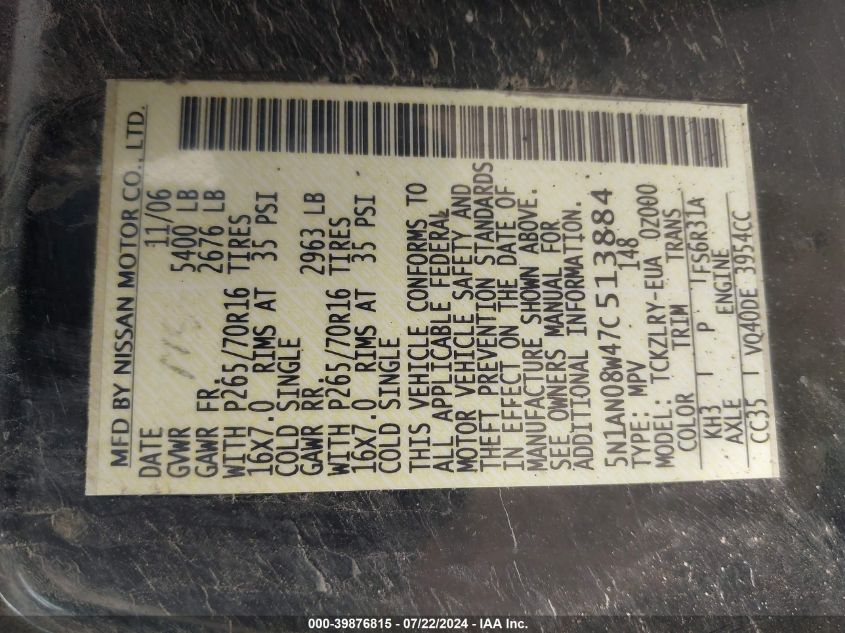 MFD BY NISSAN MOTOR CO., LTD.
DATE 11/06
GVWR 5400 LB
GAWR FR. 2676 LB
WITH P265/70R16 TIRES
16X7.0 RIMS AT 35 PSI
COLD SINGLE
GAWR RR. 2963 LB
WITH P265/70R16 TIRES
16X7.0 RIMS AT 35 PSI
COLD SINGLE
THIS VEHICLE CONFORMS TO
ALL APPLICABLE FEDERAL
MOTOR VEHICLE SAFETY AND
THEFT PREVENTION STANDARDS
IN EFFECT ON THE DATE OF
MANUFACTURE SHOWN ABOVE.
SEE OWNERS MANUAL FOR
ADDITIONAL INFORMATION.
5N1AN08W47C513884
TYPE: MPV 148
MODEL: TCKZLRY-EUA 02000
COLOR TRIM TRANS
KH3 P FS6R31A
AXLE ENGINE
CC35 VQ40DE 3954CC
000-39876815 - 07/22/2024 - IAA Inc.